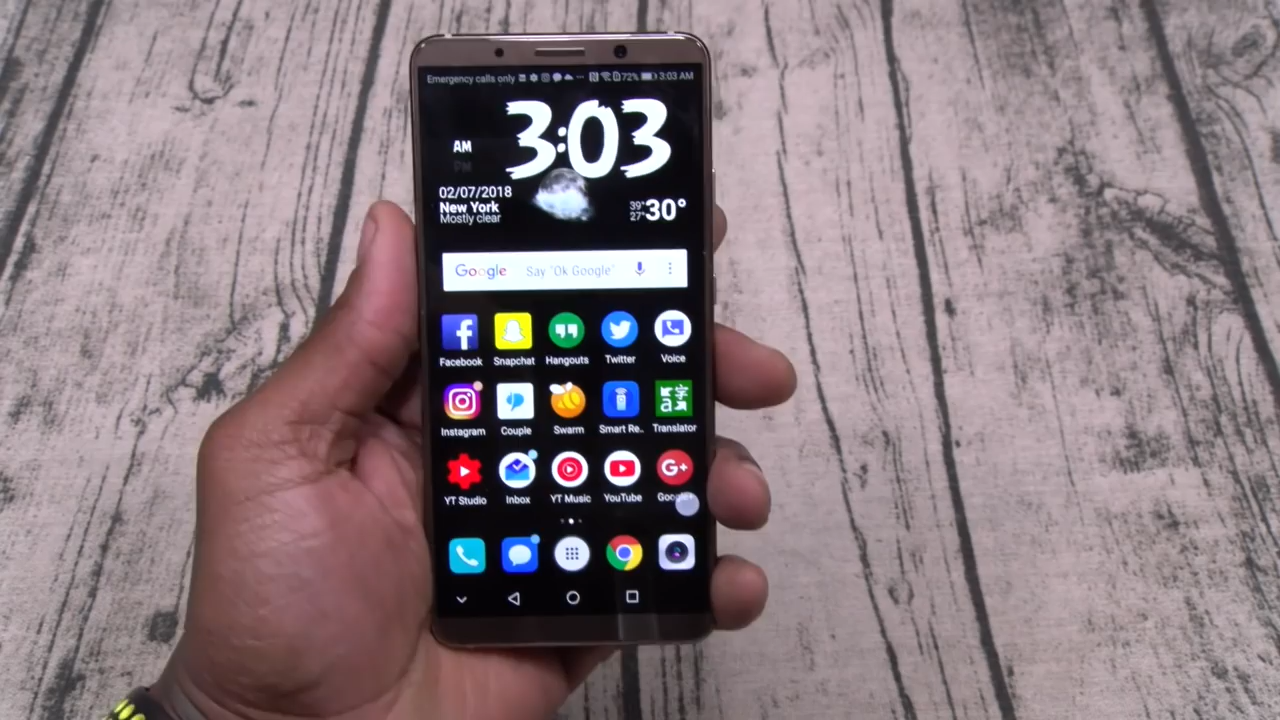 Emergency calls only 72% 3:03 AM
3:03
AM
PM
02/07/2018
New York
Mostly clear
39°
27°
30°
Google Say "Ok Google"
Facebook Snapchat Hangouts Twitter Voice
字
a
Instagram Couple Swarm Smart Re.. Translator
G+
YT Studio Inbox YT Music YouTube Google+